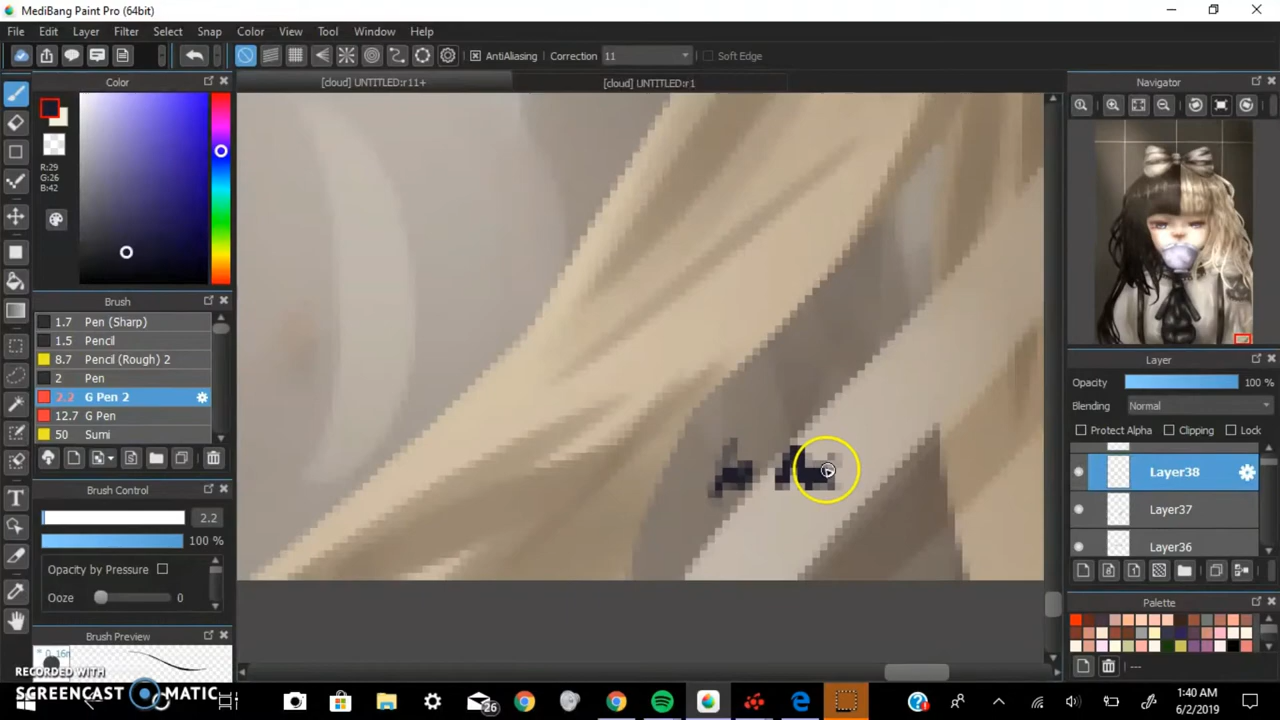 MediBang Paint Pro (64bit)
File Edit Layer Filter Select Snap Color View Tool Window Help
AntiAliasing Correction 11 Soft Edge
Color
[cloud] UNTITLED:r11+ [cloud] UNTITLED:r1
R:29
G:26
B:42
Brush
1.7 Pen (Sharp)
1.5 Pencil
8.7 Pencil (Rough) 2
2 Pen
2.2 G Pen 2
12.7 G Pen
50 Sumi
Brush Control
2.2
100 %
Opacity by Pressure
Ooze 0
Brush Preview
RECORDED WITH
SCREENCAST MATIC
Navigator
Layer
Opacity 100 %
Blending Normal
Protect Alpha Clipping Lock
Layer38
Layer37
Layer36
Palette
---
26
1:40 AM
6/2/2019